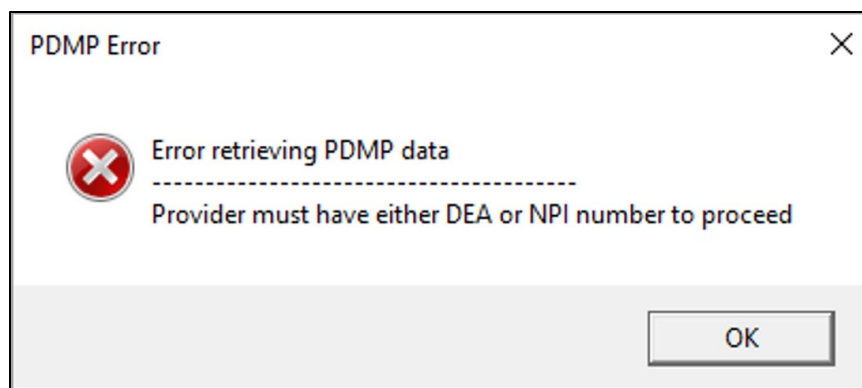 PDMP Error
Error retrieving PDMP data
----------------------------------------
Provider must have either DEA or NPI number to proceed
OK